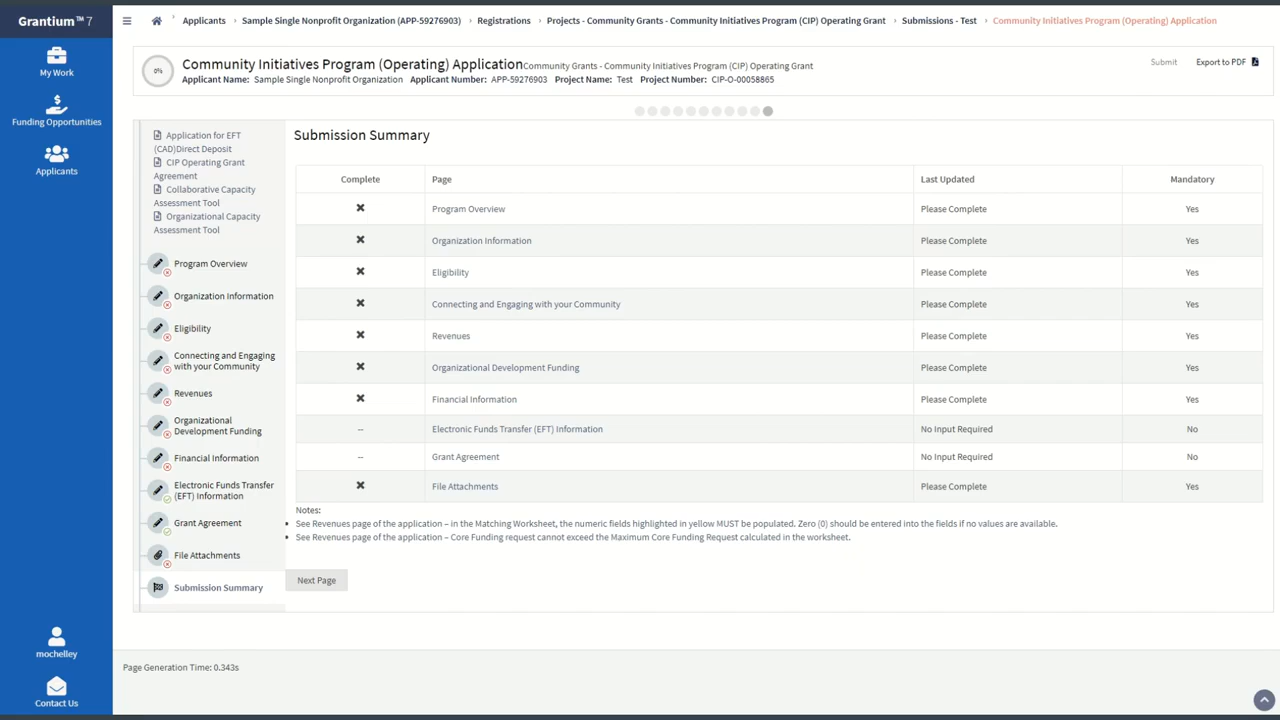 Grantium™ 7
Applicants
Sample Single Nonprofit Organization (APP-59276903)
Registrations
Projects - Community Grants - Community Initiatives Program (CIP) Operating Grant
Submissions - Test
Community Initiatives Program (Operating) Application
My Work
Funding Opportunities
Applicants
0%
Community Initiatives Program (Operating) Application Community Grants - Community Initiatives Program (CIP) Operating Grant
Applicant Name: Sample Single Nonprofit Organization Applicant Number: APP-59276903 Project Name: Test Project Number: CIP-O-00058865
Submit
Export to PDF
Application for EFT
(CAD)Direct Deposit
CIP Operating Grant
Agreement
Collaborative Capacity
Assessment Tool
Organizational Capacity
Assessment Tool
Program Overview
Organization Information
Eligibility
Connecting and Engaging
with your Community
Revenues
Organizational
Development Funding
Financial Information
Electronic Funds Transfer
(EFT) Information
Grant Agreement
File Attachments
Submission Summary
Submission Summary
Complete Page Last Updated Mandatory
Program Overview Please Complete Yes
Organization Information Please Complete Yes
Eligibility Please Complete Yes
Connecting and Engaging with your Community Please Complete Yes
Revenues Please Complete Yes
Organizational Development Funding Please Complete Yes
Financial Information Please Complete Yes
-- Electronic Funds Transfer (EFT) Information No Input Required No
-- Grant Agreement No Input Required No
File Attachments Please Complete Yes
Notes:
See Revenues page of the application – in the Matching Worksheet, the numeric fields highlighted in yellow MUST be populated. Zero (0) should be entered into the fields if no values are available.
See Revenues page of the application – Core Funding request cannot exceed the Maximum Core Funding Request calculated in the worksheet.
Next Page
mochelley
Contact Us
Page Generation Time: 0.343s